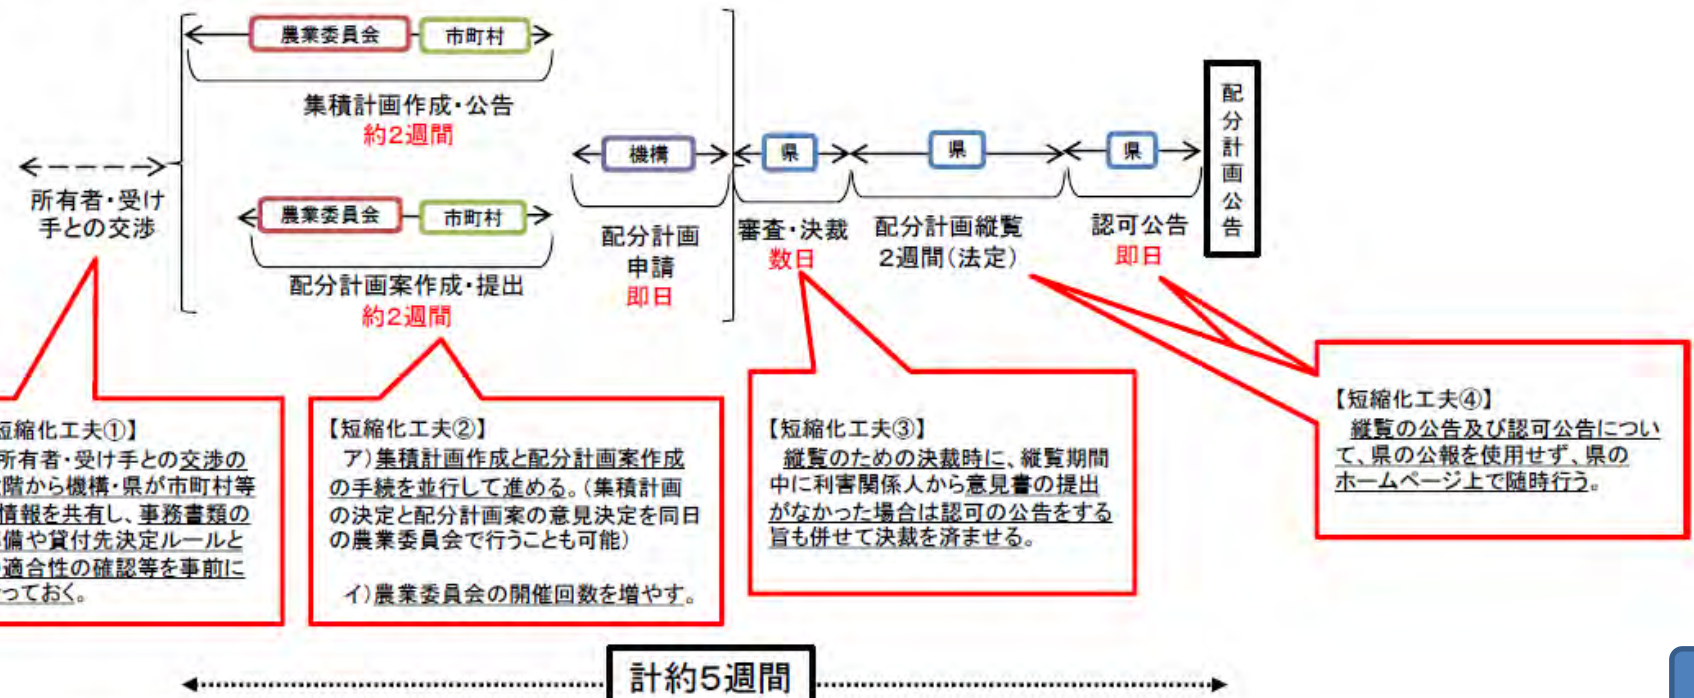 農業委員会
市町村
集積計画作成・公告
約2週間
所有者・受け
手との交渉
農業委員会
市町村
配分計画案作成・提出
約2週間
機構
配分計画
申請
即日
県
審査・決裁
数日
県
配分計画縦覧
2週間(法定)
県
認可公告
即日
配分計画公告
短縮化工夫①】
所有者・受け手との交渉の
階から機構・県が市町村等
情報を共有し、事務書類の
備や貸付先決定ルールと
適合性の確認等を事前に
っておく。
【短縮化工夫②】
ア)集積計画作成と配分計画案作成
の手続を並行して進める。(集積計画
の決定と配分計画案の意見決定を同日
の農業委員会で行うことも可能)
イ)農業委員会の開催回数を増やす。
【短縮化工夫③】
縦覧のための決裁時に、縦覧期間
中に利害関係人から意見書の提出
がなかった場合は認可の公告をする
旨も併せて決裁を済ませる。
【短縮化工夫④】
縦覧の公告及び認可公告につい
て、県の公報を使用せず、県の
ホームページ上で随時行う。
計約5週間